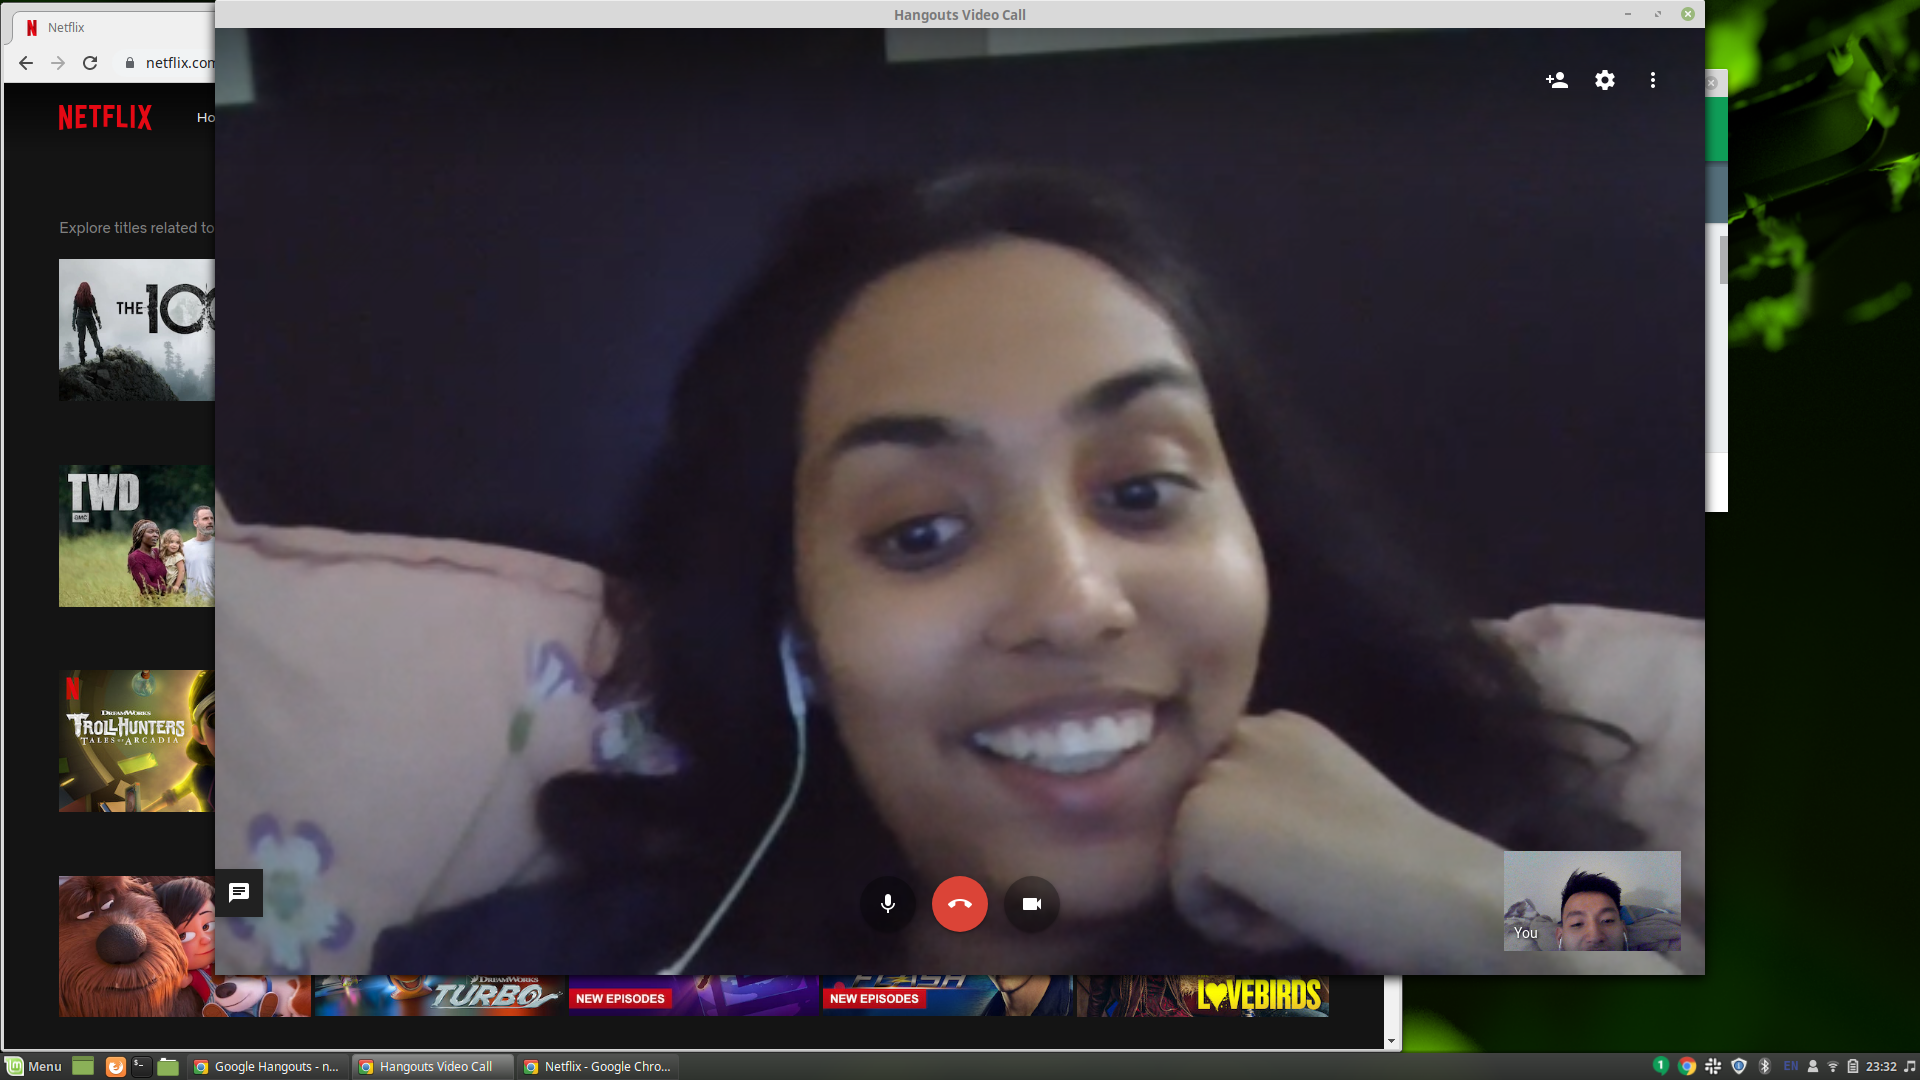 Hangouts Video Call
Netflix
netflix.com
NETFLIX
Ho
Explore titles related to
THE 100
TWD
AMC
N
DREAMWORKS
TROLLHUNTERS
TALES OF ARCADIA
You
DREAMWORKS
TURBO
NEW EPISODES
NEW EPISODES
FLASH
LOVEBIRDS
Menu
Google Hangouts - n...
Hangouts Video Call
Netflix - Google Chro...
1
EN
23:32